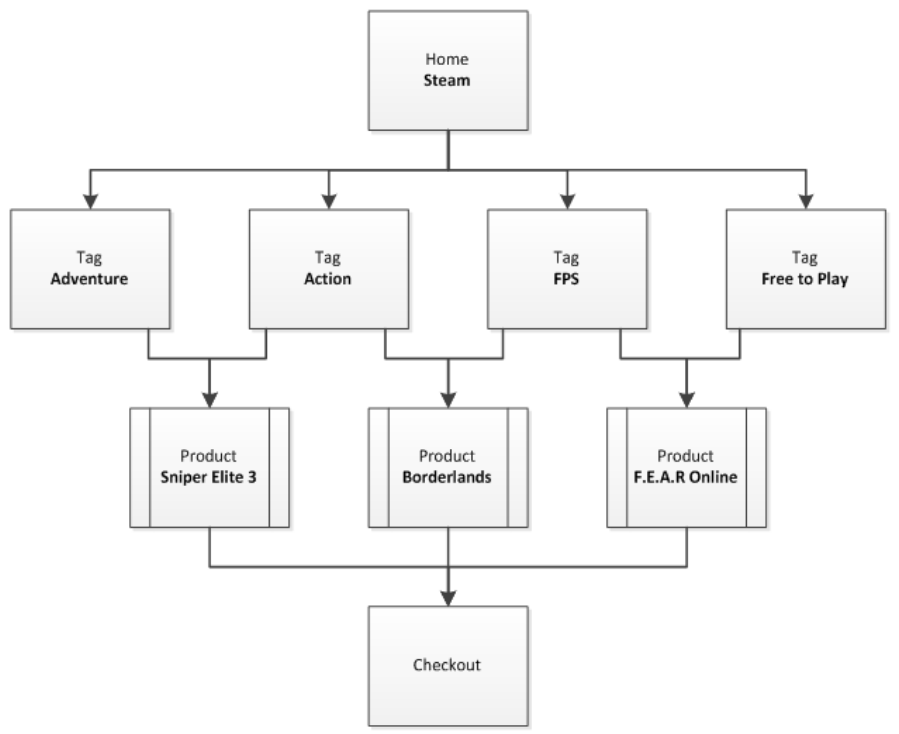 Home
Steam
Tag
Adventure
Tag
Action
Tag
FPS
Tag
Free to Play
Product
Sniper Elite 3
Product
Borderlands
Product
F.E.A.R Online
Checkout